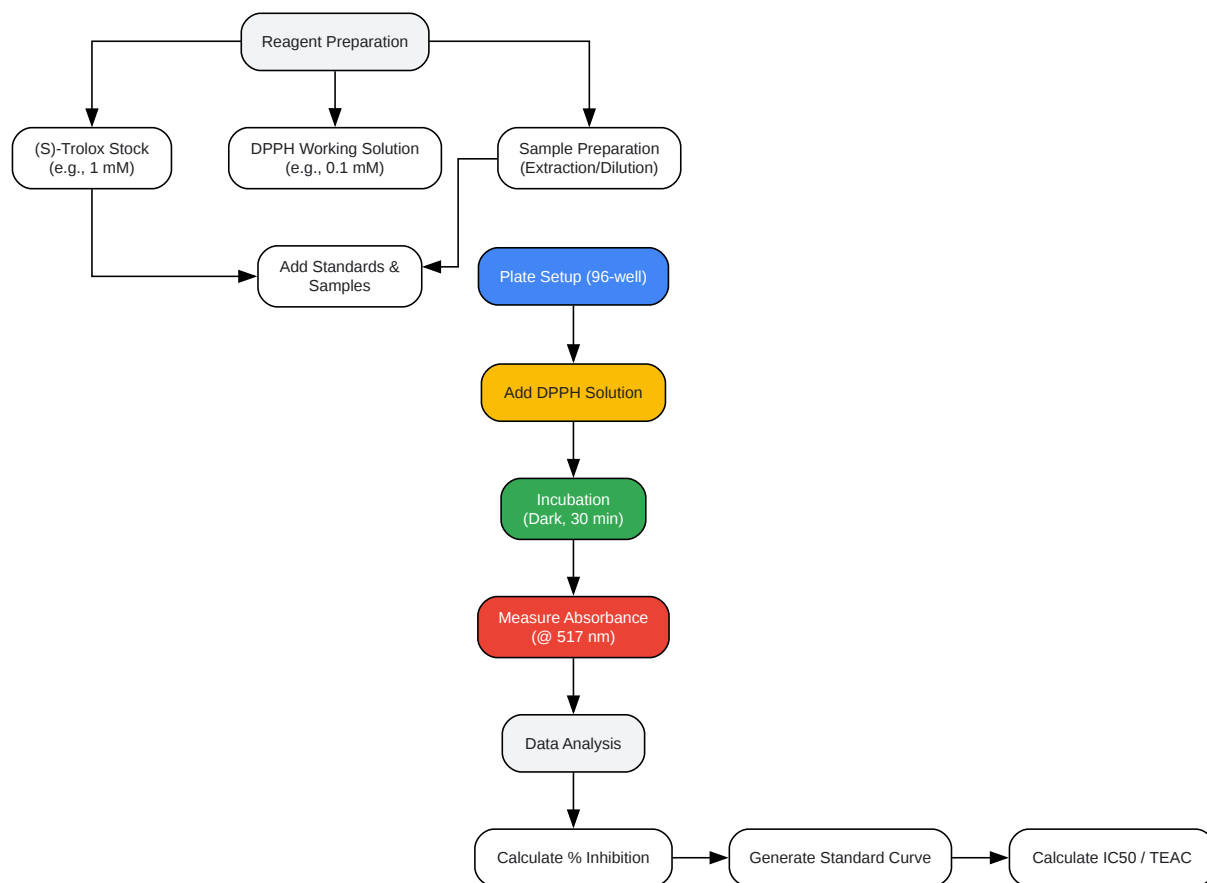 Reagent Preparation
(S)-Trolox Stock
(e.g., 1 mM)
DPPH Working Solution
(e.g., 0.1 mM)
Sample Preparation
(Extraction/Dilution)
Add Standards &
Samples
Plate Setup (96-well)
Add DPPH Solution
Incubation
(Dark, 30 min)
Measure Absorbance
(@ 517 nm)
Data Analysis
Calculate % Inhibition
Generate Standard Curve
Calculate IC50 / TEAC